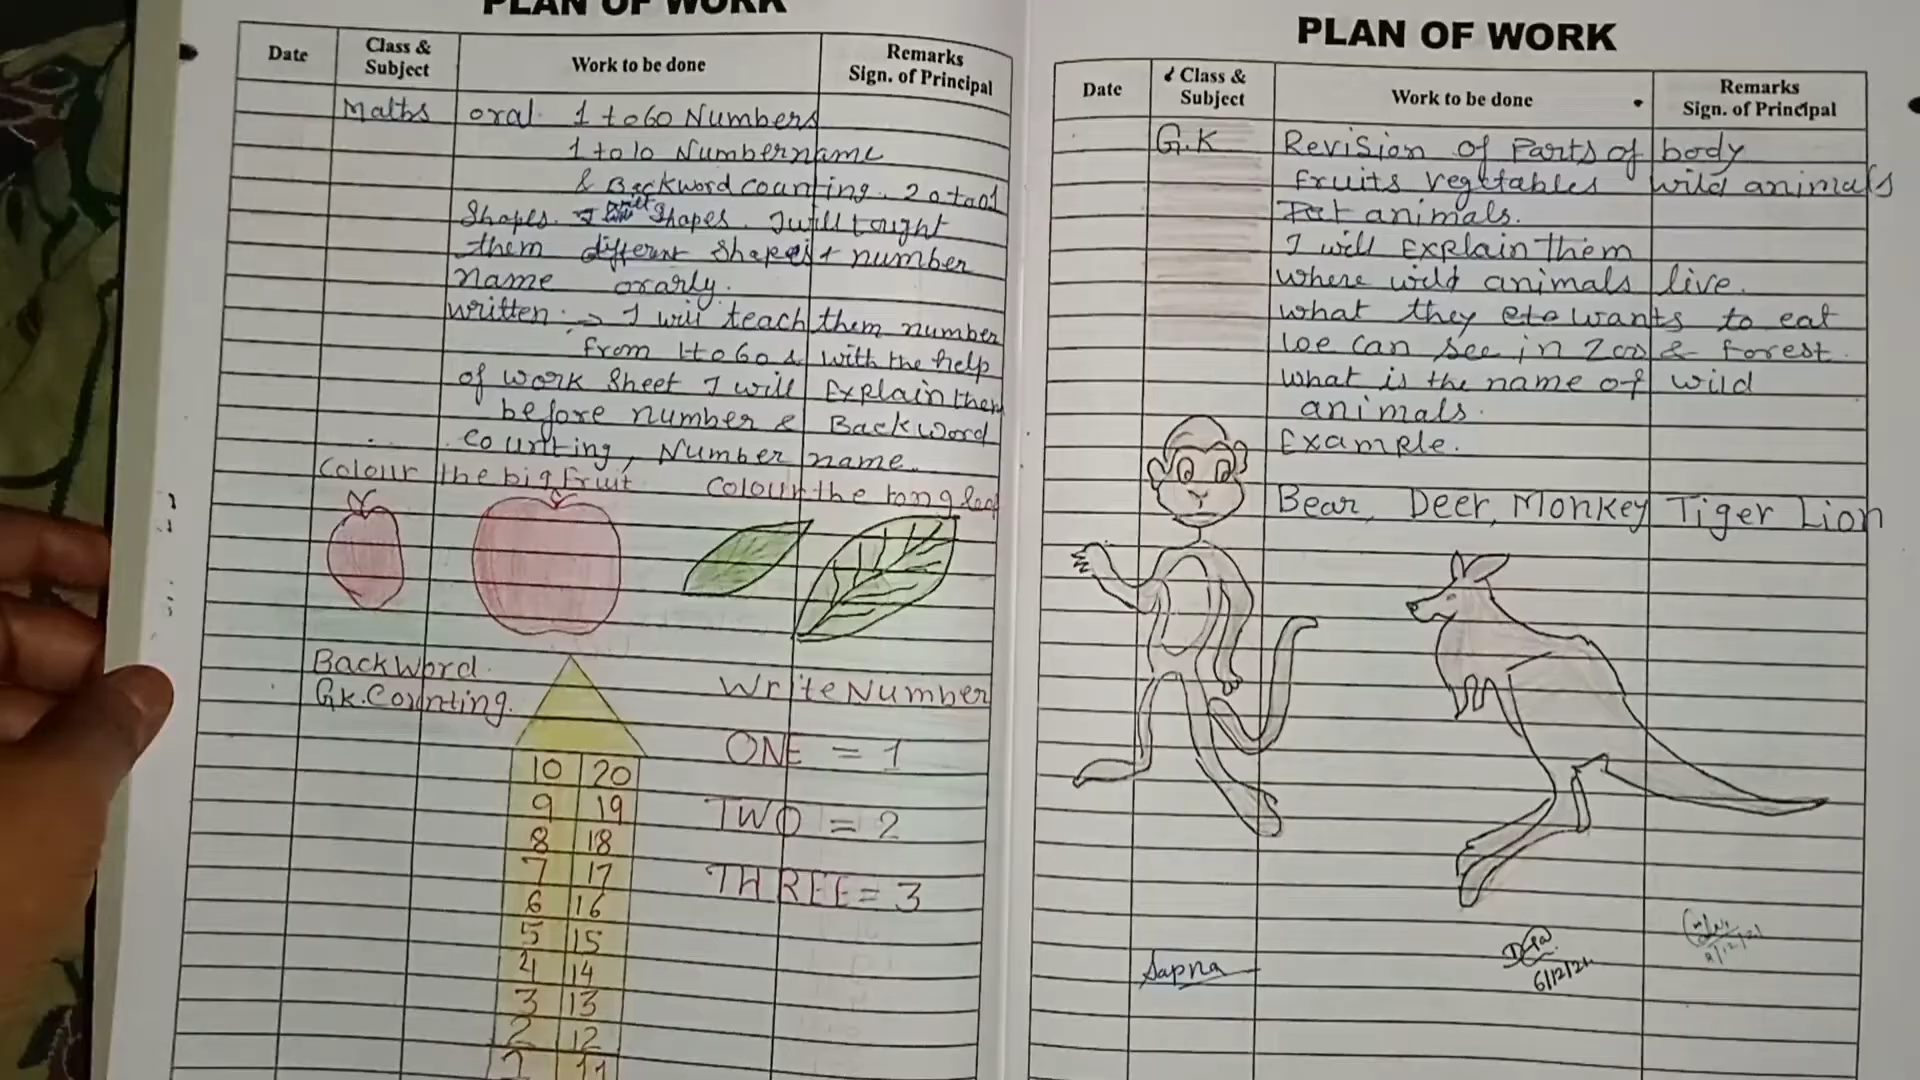 PLAN OF WORK
Date
Class & Subject
Work to be done
Remarks
Sign. of Principal
Maths
oral 1 to 60 Numbers
1 to 10 Numbername
& Backword counting. 20 to 01
Shapes. Shapes. I will tought
them different shapes + number
name orarly.
written :-> I will teach them number
from 1 to 60 & with the help
of work sheet I will Explain them
before number & BackWord
counting, Number name.
Colour the big fruit
Colour the long leaf
BackWord.
GK. Counting.
Write Number
10 20
9 19
8 18
7 17
6 16
5 15
4 14
3 13
2 12
1 11
ONE = 1
TWO = 2
THREE = 3
PLAN OF WORK
Date
Class & Subject
Work to be done
Remarks
Sign. of Principal
G.K
Revision of Parts of body
fruits vegetables wild animals
Pet animals.
I will Explain them
where wild animals live.
what they wants to eat
we can see in Zoo & forest.
what is the name of wild
animals.
Example.
Bear, Deer, Monkey Tiger Lion
Sapna
6/12/21